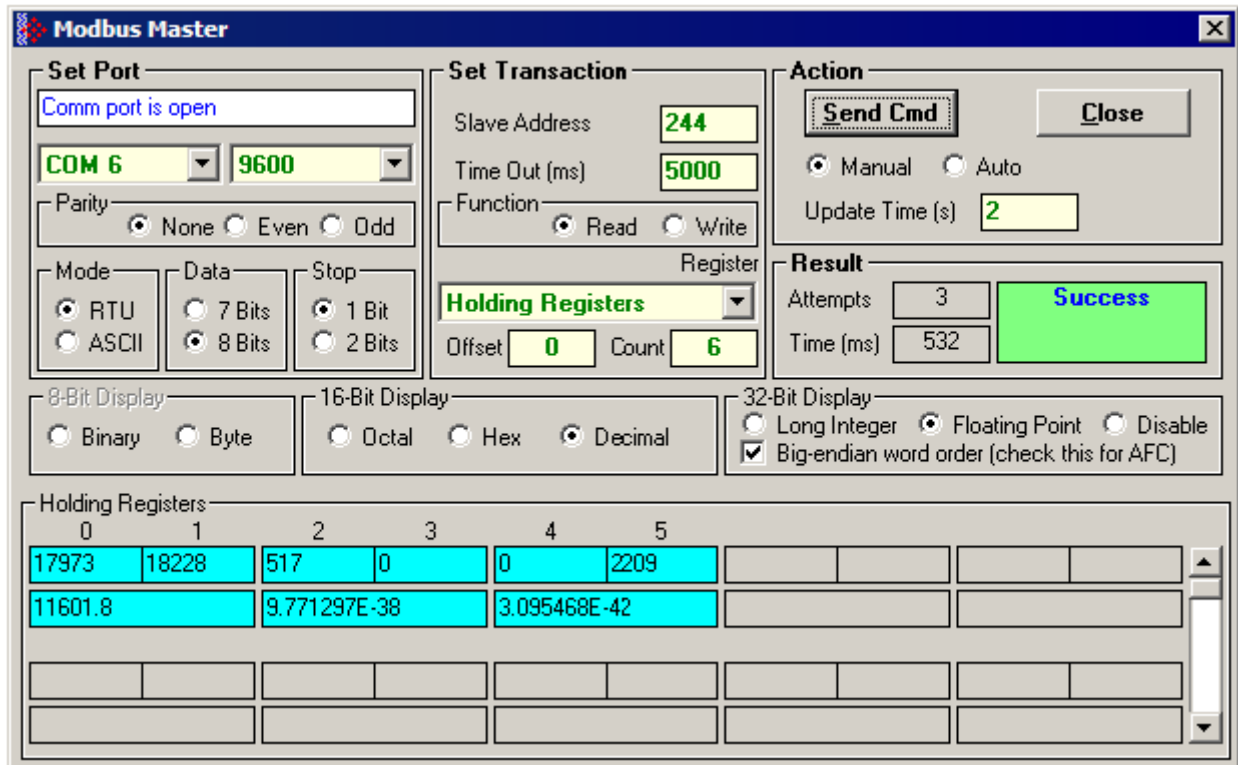 Modbus Master
Set Port
Comm port is open
COM 6 9600
Parity
None Even Odd
Mode
RTU
ASCII
Data
7 Bits
8 Bits
Stop
1 Bit
2 Bits
Set Transaction
Slave Address 244
Time Out (ms) 5000
Function
Read Write
Register
Holding Registers
Offset 0 Count 6
Action
Send Cmd Close
Manual Auto
Update Time (s) 2
Result
Attempts 3 Success
Time (ms) 532
8-Bit Display
Binary Byte
16-Bit Display
Octal Hex Decimal
32-Bit Display
Long Integer Floating Point Disable
Big-endian word order (check this for AFC)
Holding Registers
0 1 2 3 4 5
17973 18228 517 0 0 2209
11601.8 9.771297E-38 3.095468E-42